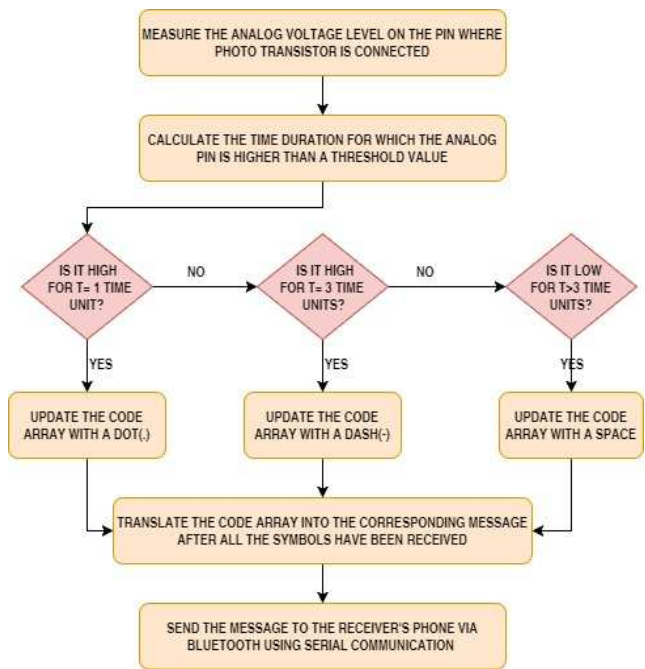 MEASURE THE ANALOG VOLTAGE LEVEL ON THE PIN WHERE
PHOTO TRANSISTOR IS CONNECTED
CALCULATE THE TIME DURATION FOR WHICH THE ANALOG
PIN IS HIGHER THAN A THRESHOLD VALUE
IS IT HIGH
FOR T= 1 TIME
UNIT?
NO
IS IT HIGH
FOR T= 3 TIME
UNITS?
NO
IS IT LOW
FOR T>3 TIME
UNITS?
YES
YES
YES
UPDATE THE CODE
ARRAY WITH A DOT(.)
UPDATE THE CODE
ARRAY WITH A DASH(-)
UPDATE THE CODE
ARRAY WITH A SPACE
TRANSLATE THE CODE ARRAY INTO THE CORRESPONDING MESSAGE
AFTER ALL THE SYMBOLS HAVE BEEN RECEIVED
SEND THE MESSAGE TO THE RECEIVER'S PHONE VIA
BLUETOOTH USING SERIAL COMMUNICATION